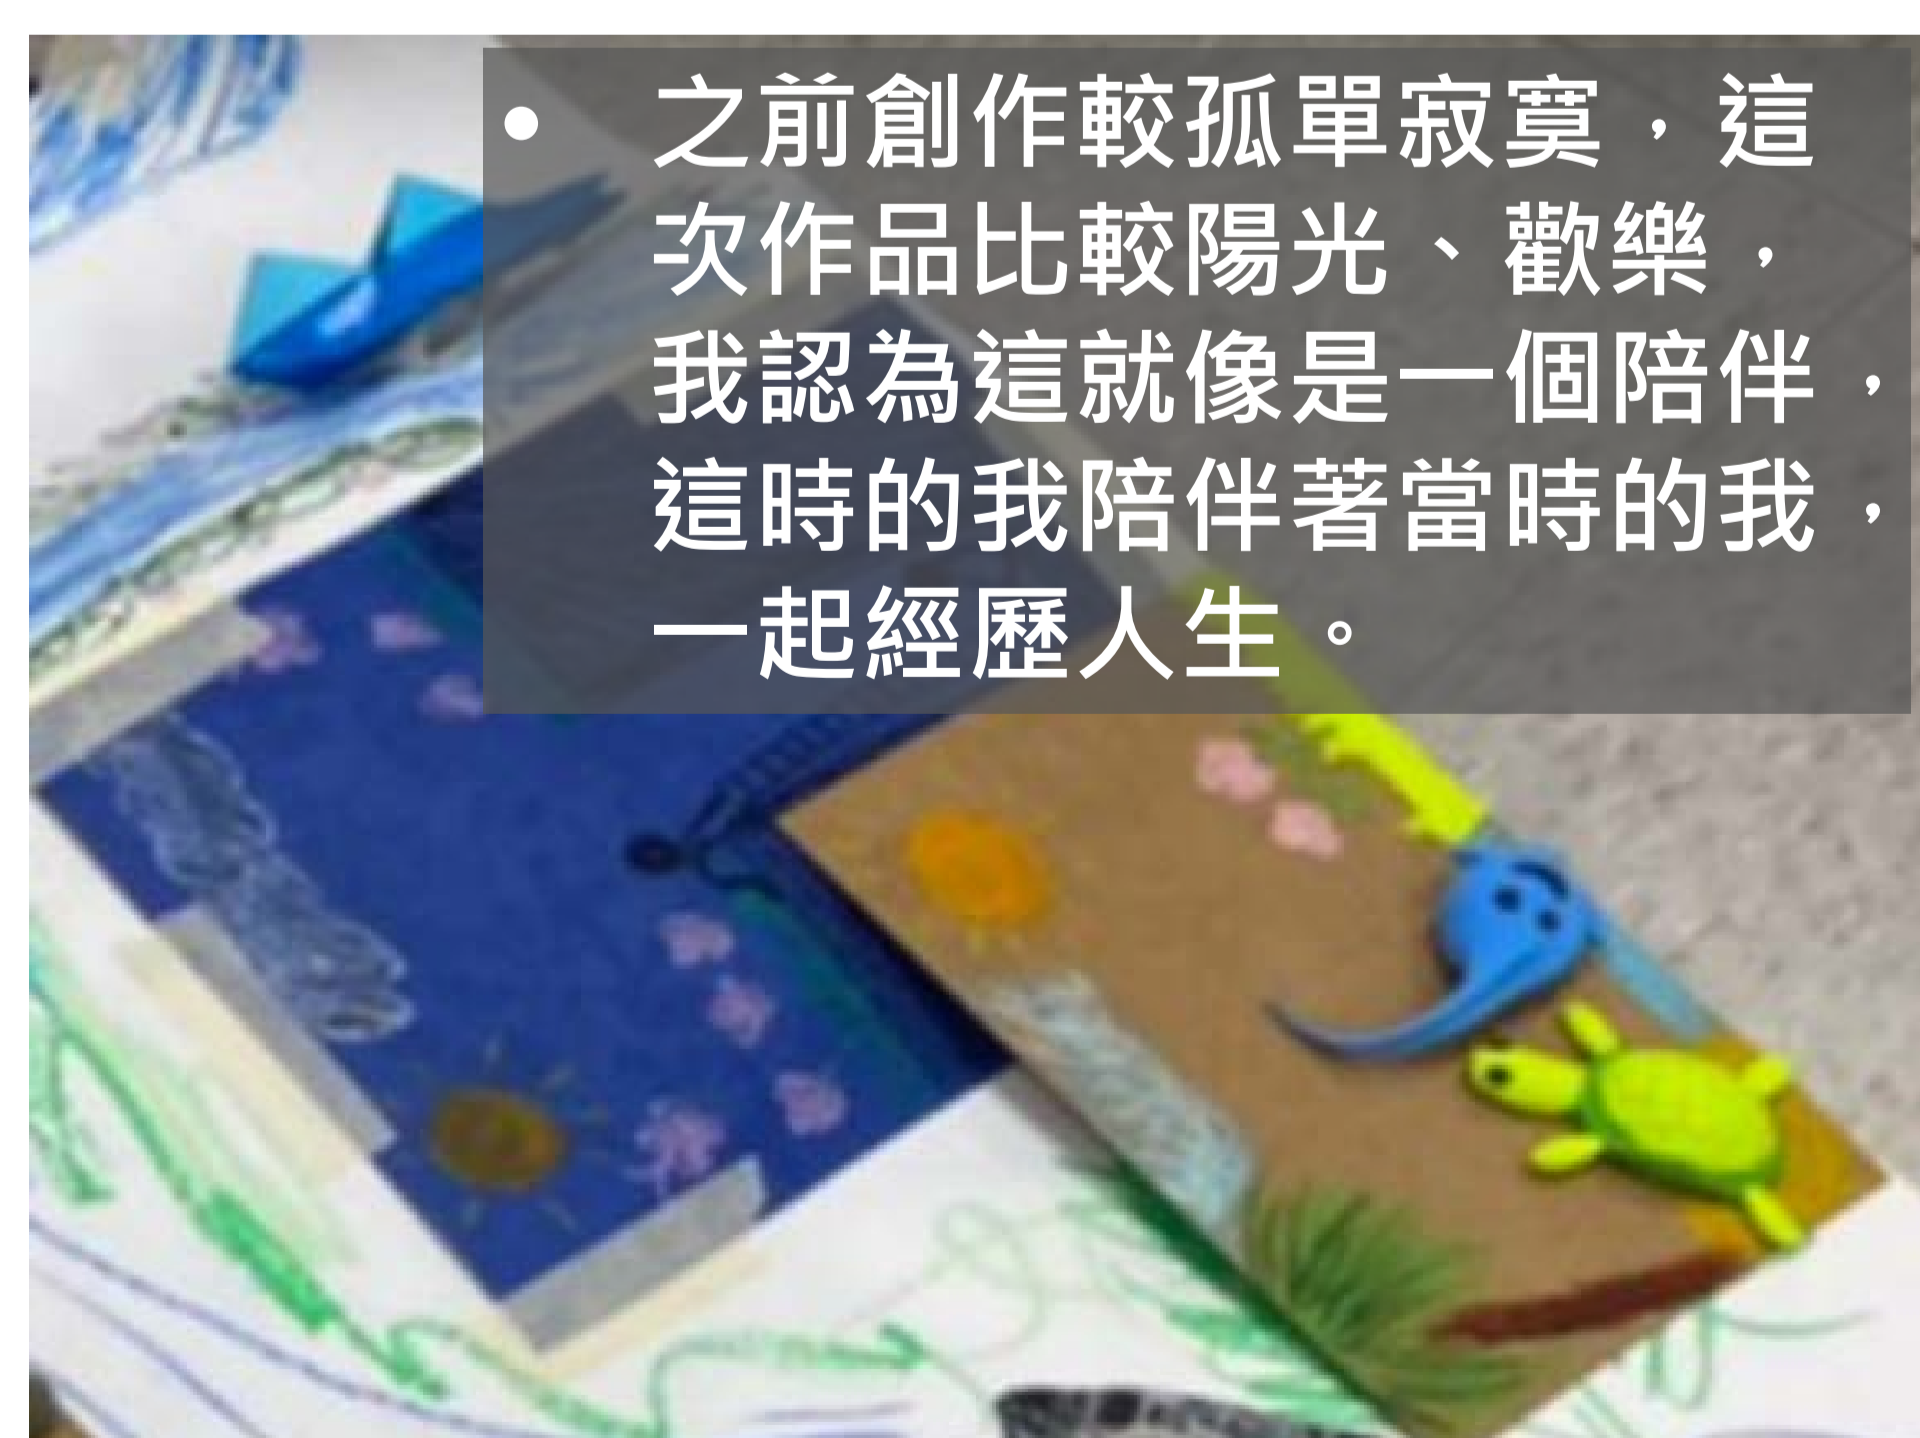 • 之前創作較孤單寂寞，這
次作品比較陽光、歡樂，
我認為這就像是一個陪伴，
這時的我陪伴著當時的我，
一起經歷人生。